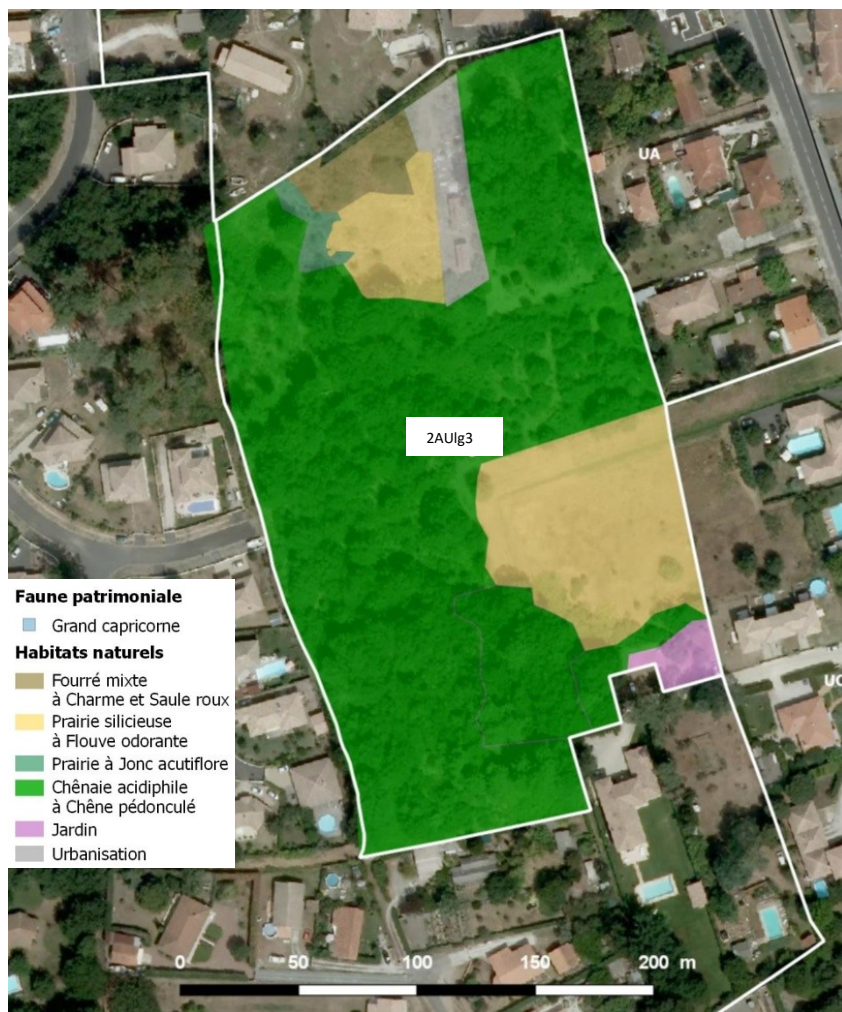 UA
2AUlg3
UC
Faune patrimoniale
Grand capricorne
Habitats naturels
Fourré mixte
à Charme et Saule roux
Prairie silicieuse
à Flouve odorante
Prairie à Jonc acutiflore
Chênaie acidiphile
à Chêne pédonculé
Jardin
Urbanisation
0 50 100 150 200 m